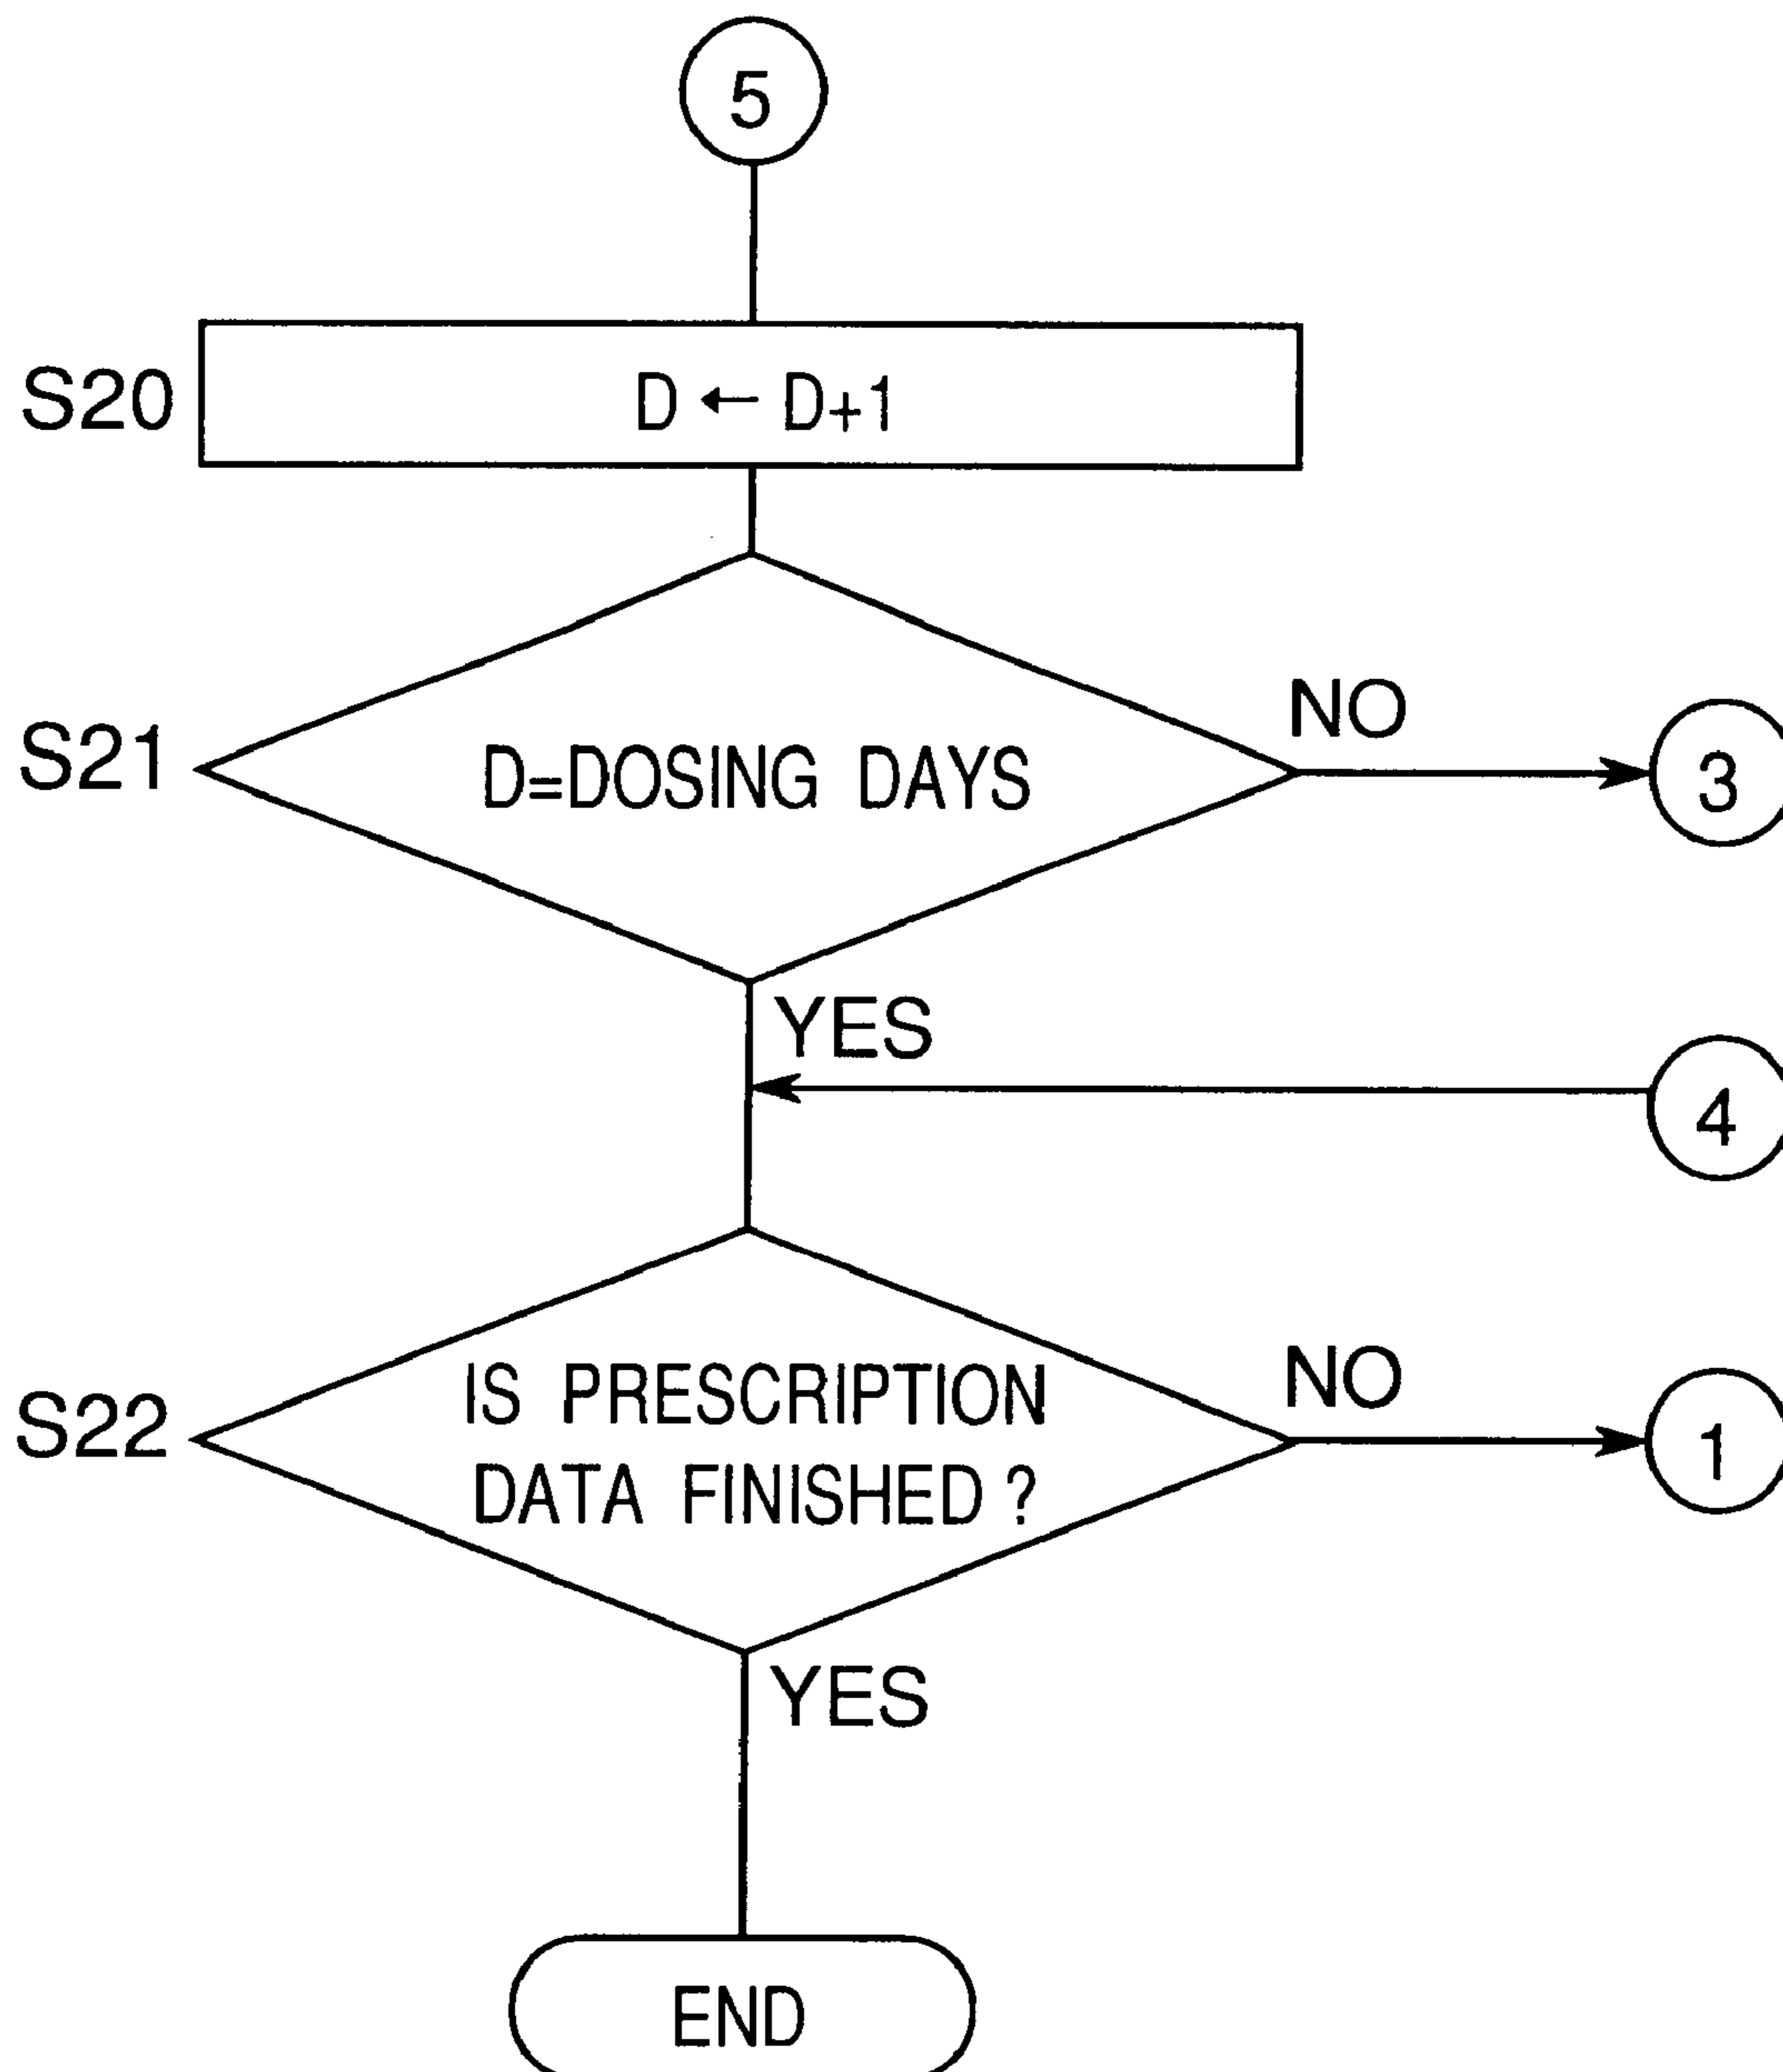 5
S20
D ← D+1
S21
D=DOSING DAYS
NO
3
YES
4
S22
IS PRESCRIPTION
DATA FINISHED ?
NO
1
YES
END